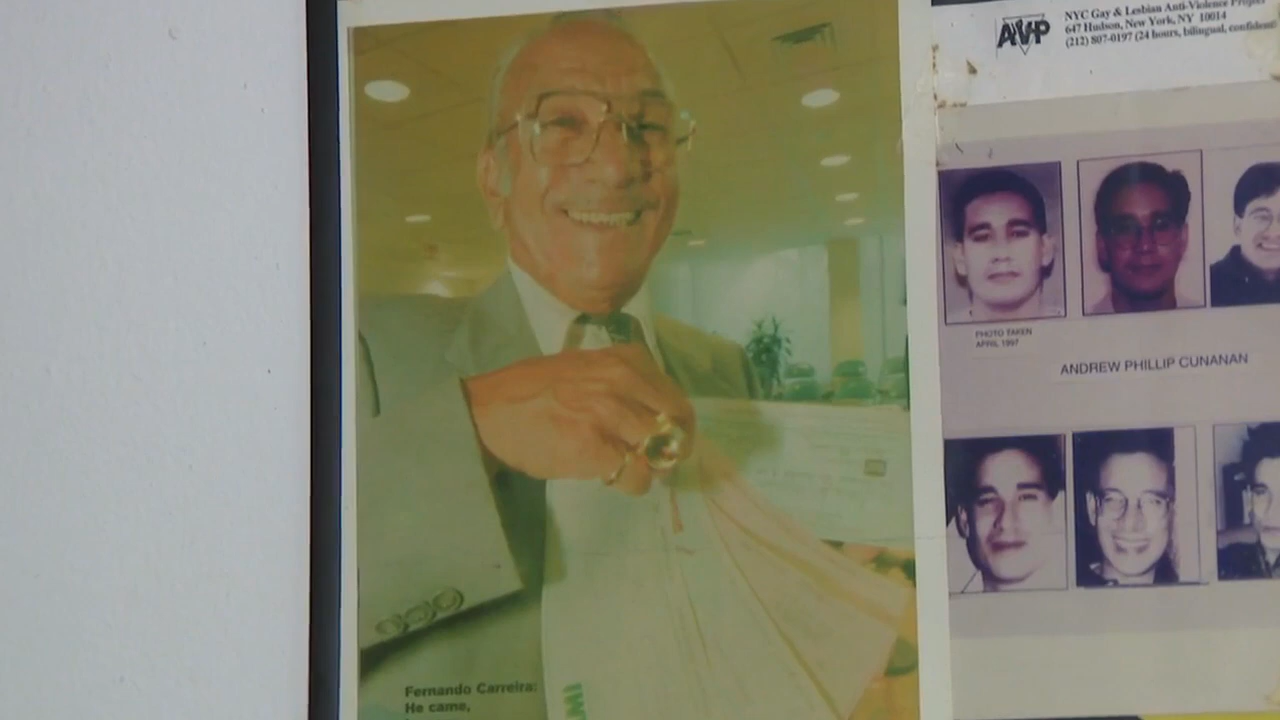 Fernando Carreira:
He came,
AVP
NYC Gay & Lesbian Anti-Violence Project
647 Hudson, New York, NY 10014
(212) 807-0197 (24 hours, bilingual,
PHOTO TAKEN
APRIL 1997
ANDREW PHILLIP CUNANAN